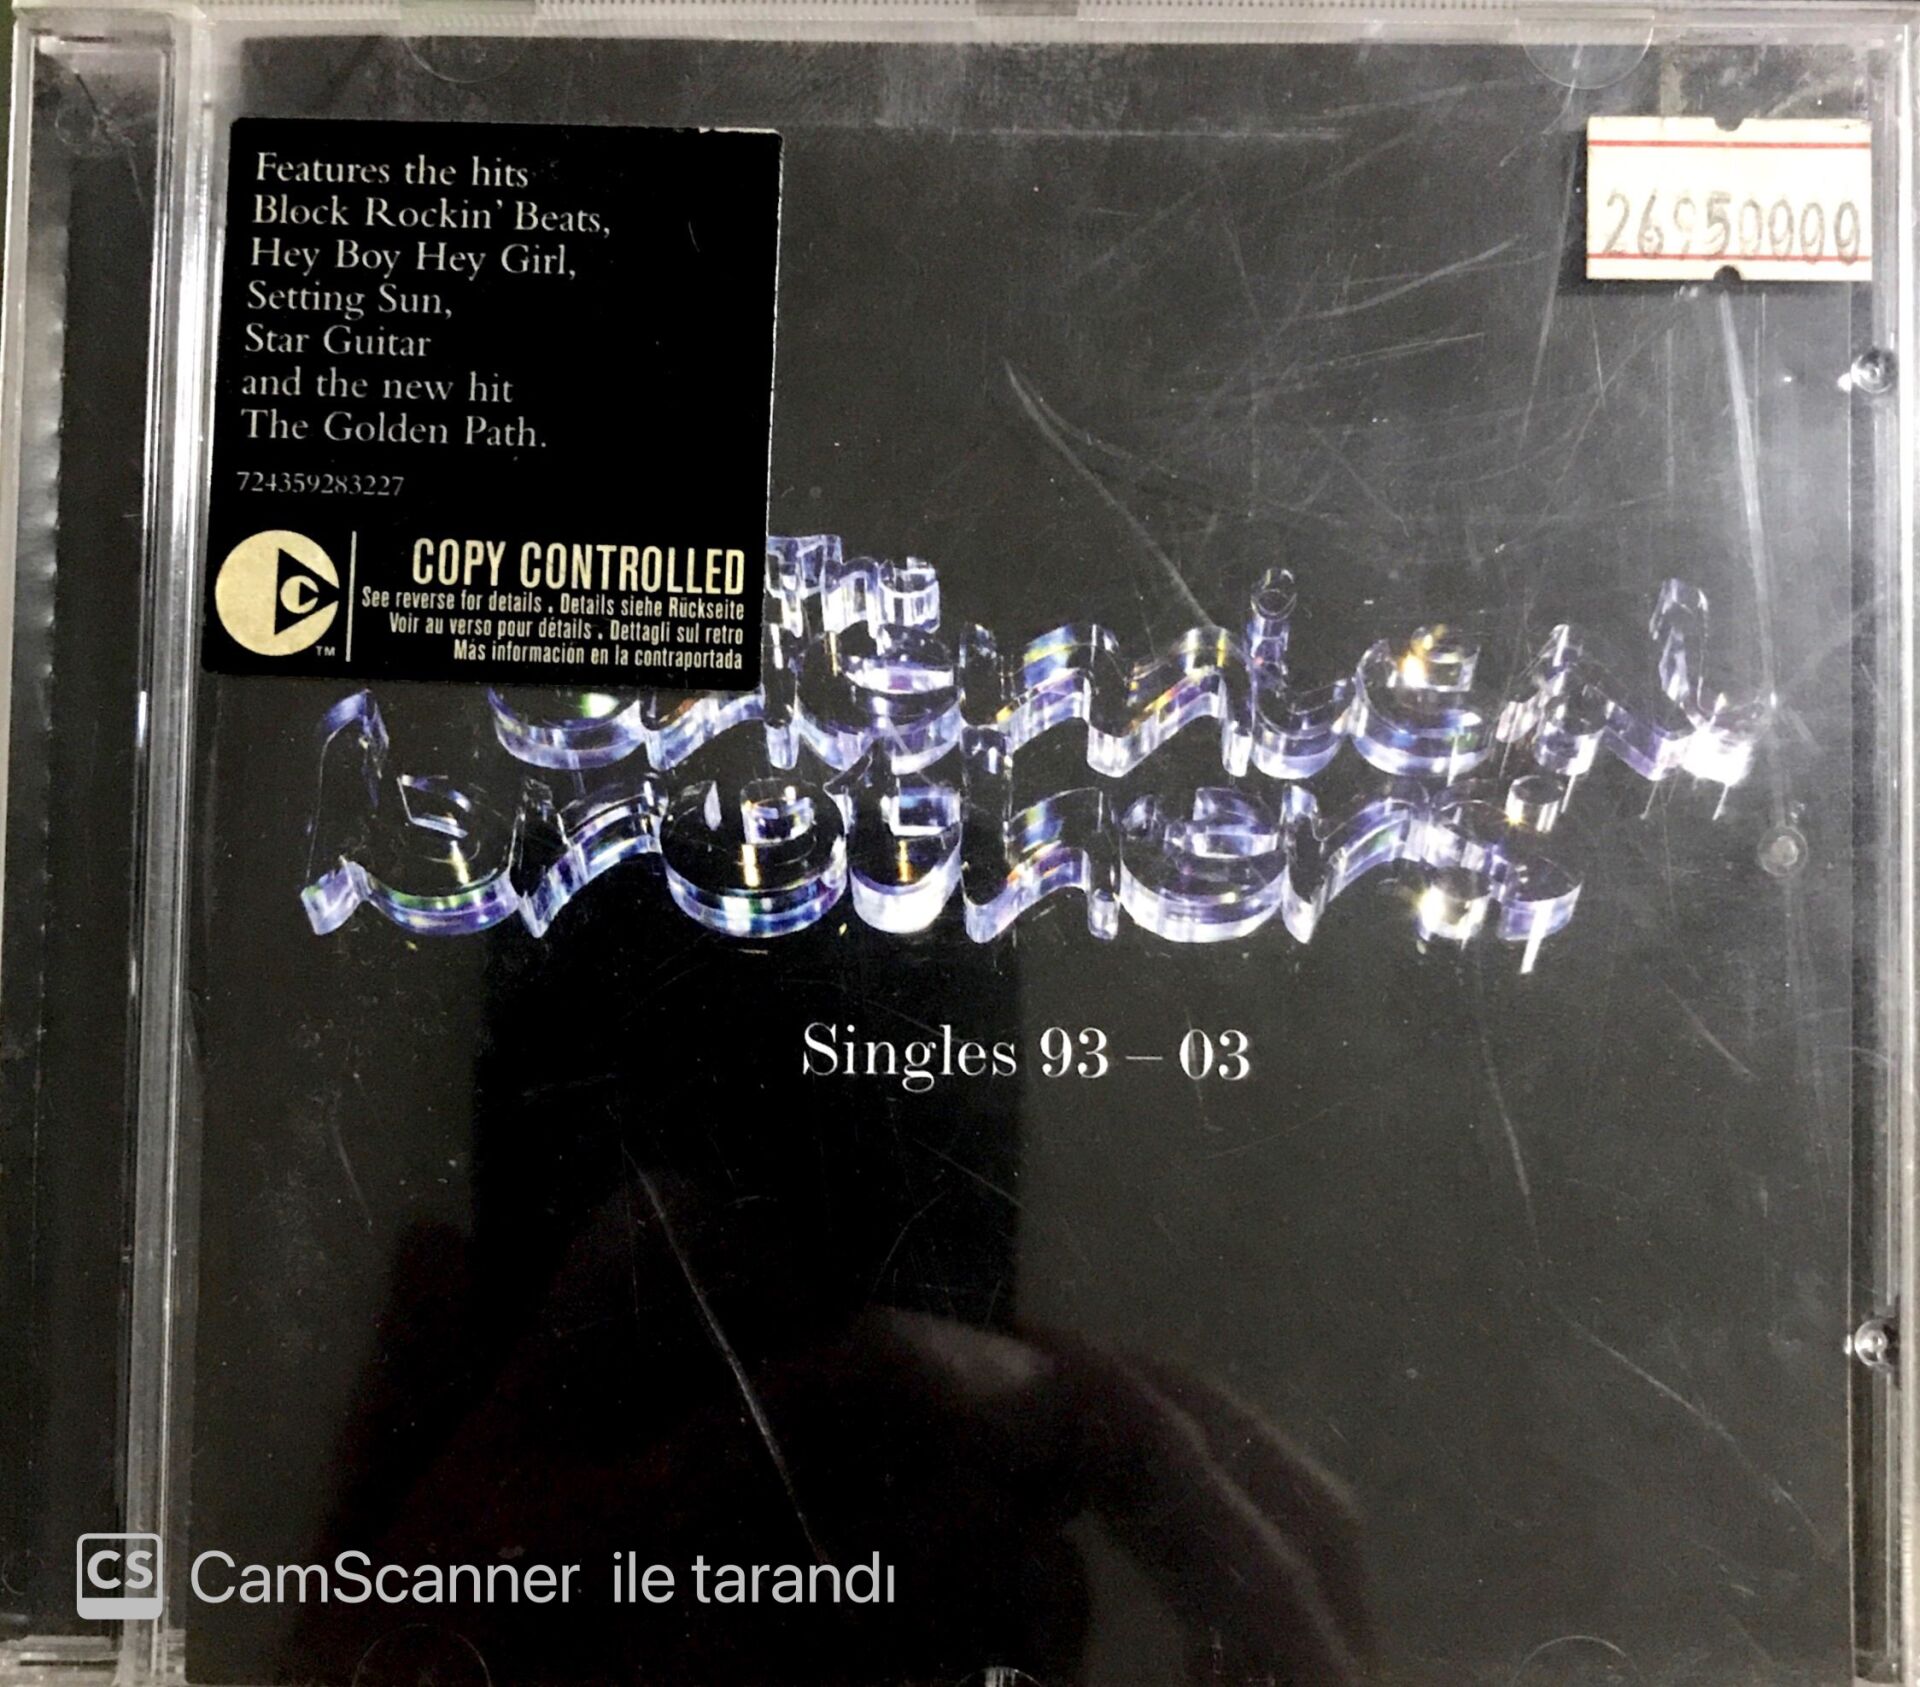 Features the hits
Block Rockin' Beats,
Hey Boy Hey Girl,
Setting Sun,
Star Guitar
and the new hit
The Golden Path.
724359283227
C
COPY CONTROLLED
See reverse for details . Details siehe Rückseite
Voir au verso pour détails . Dettagli sul retro
Más información en la contraportada
TM
26950000
The
chemical
brothers
Singles 93 – 03
CS CamScanner ile tarandı